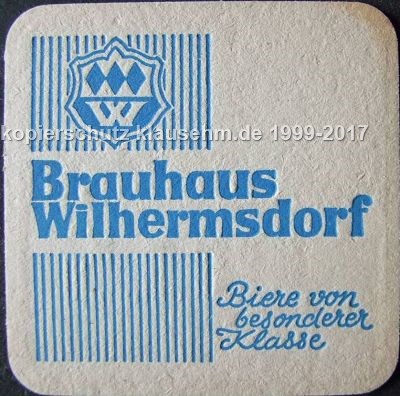 W
kopierschutz-klausehm.de 1999-2017
Brauhaus
Wilhermsdorf
Biere von
besonderer
Klasse